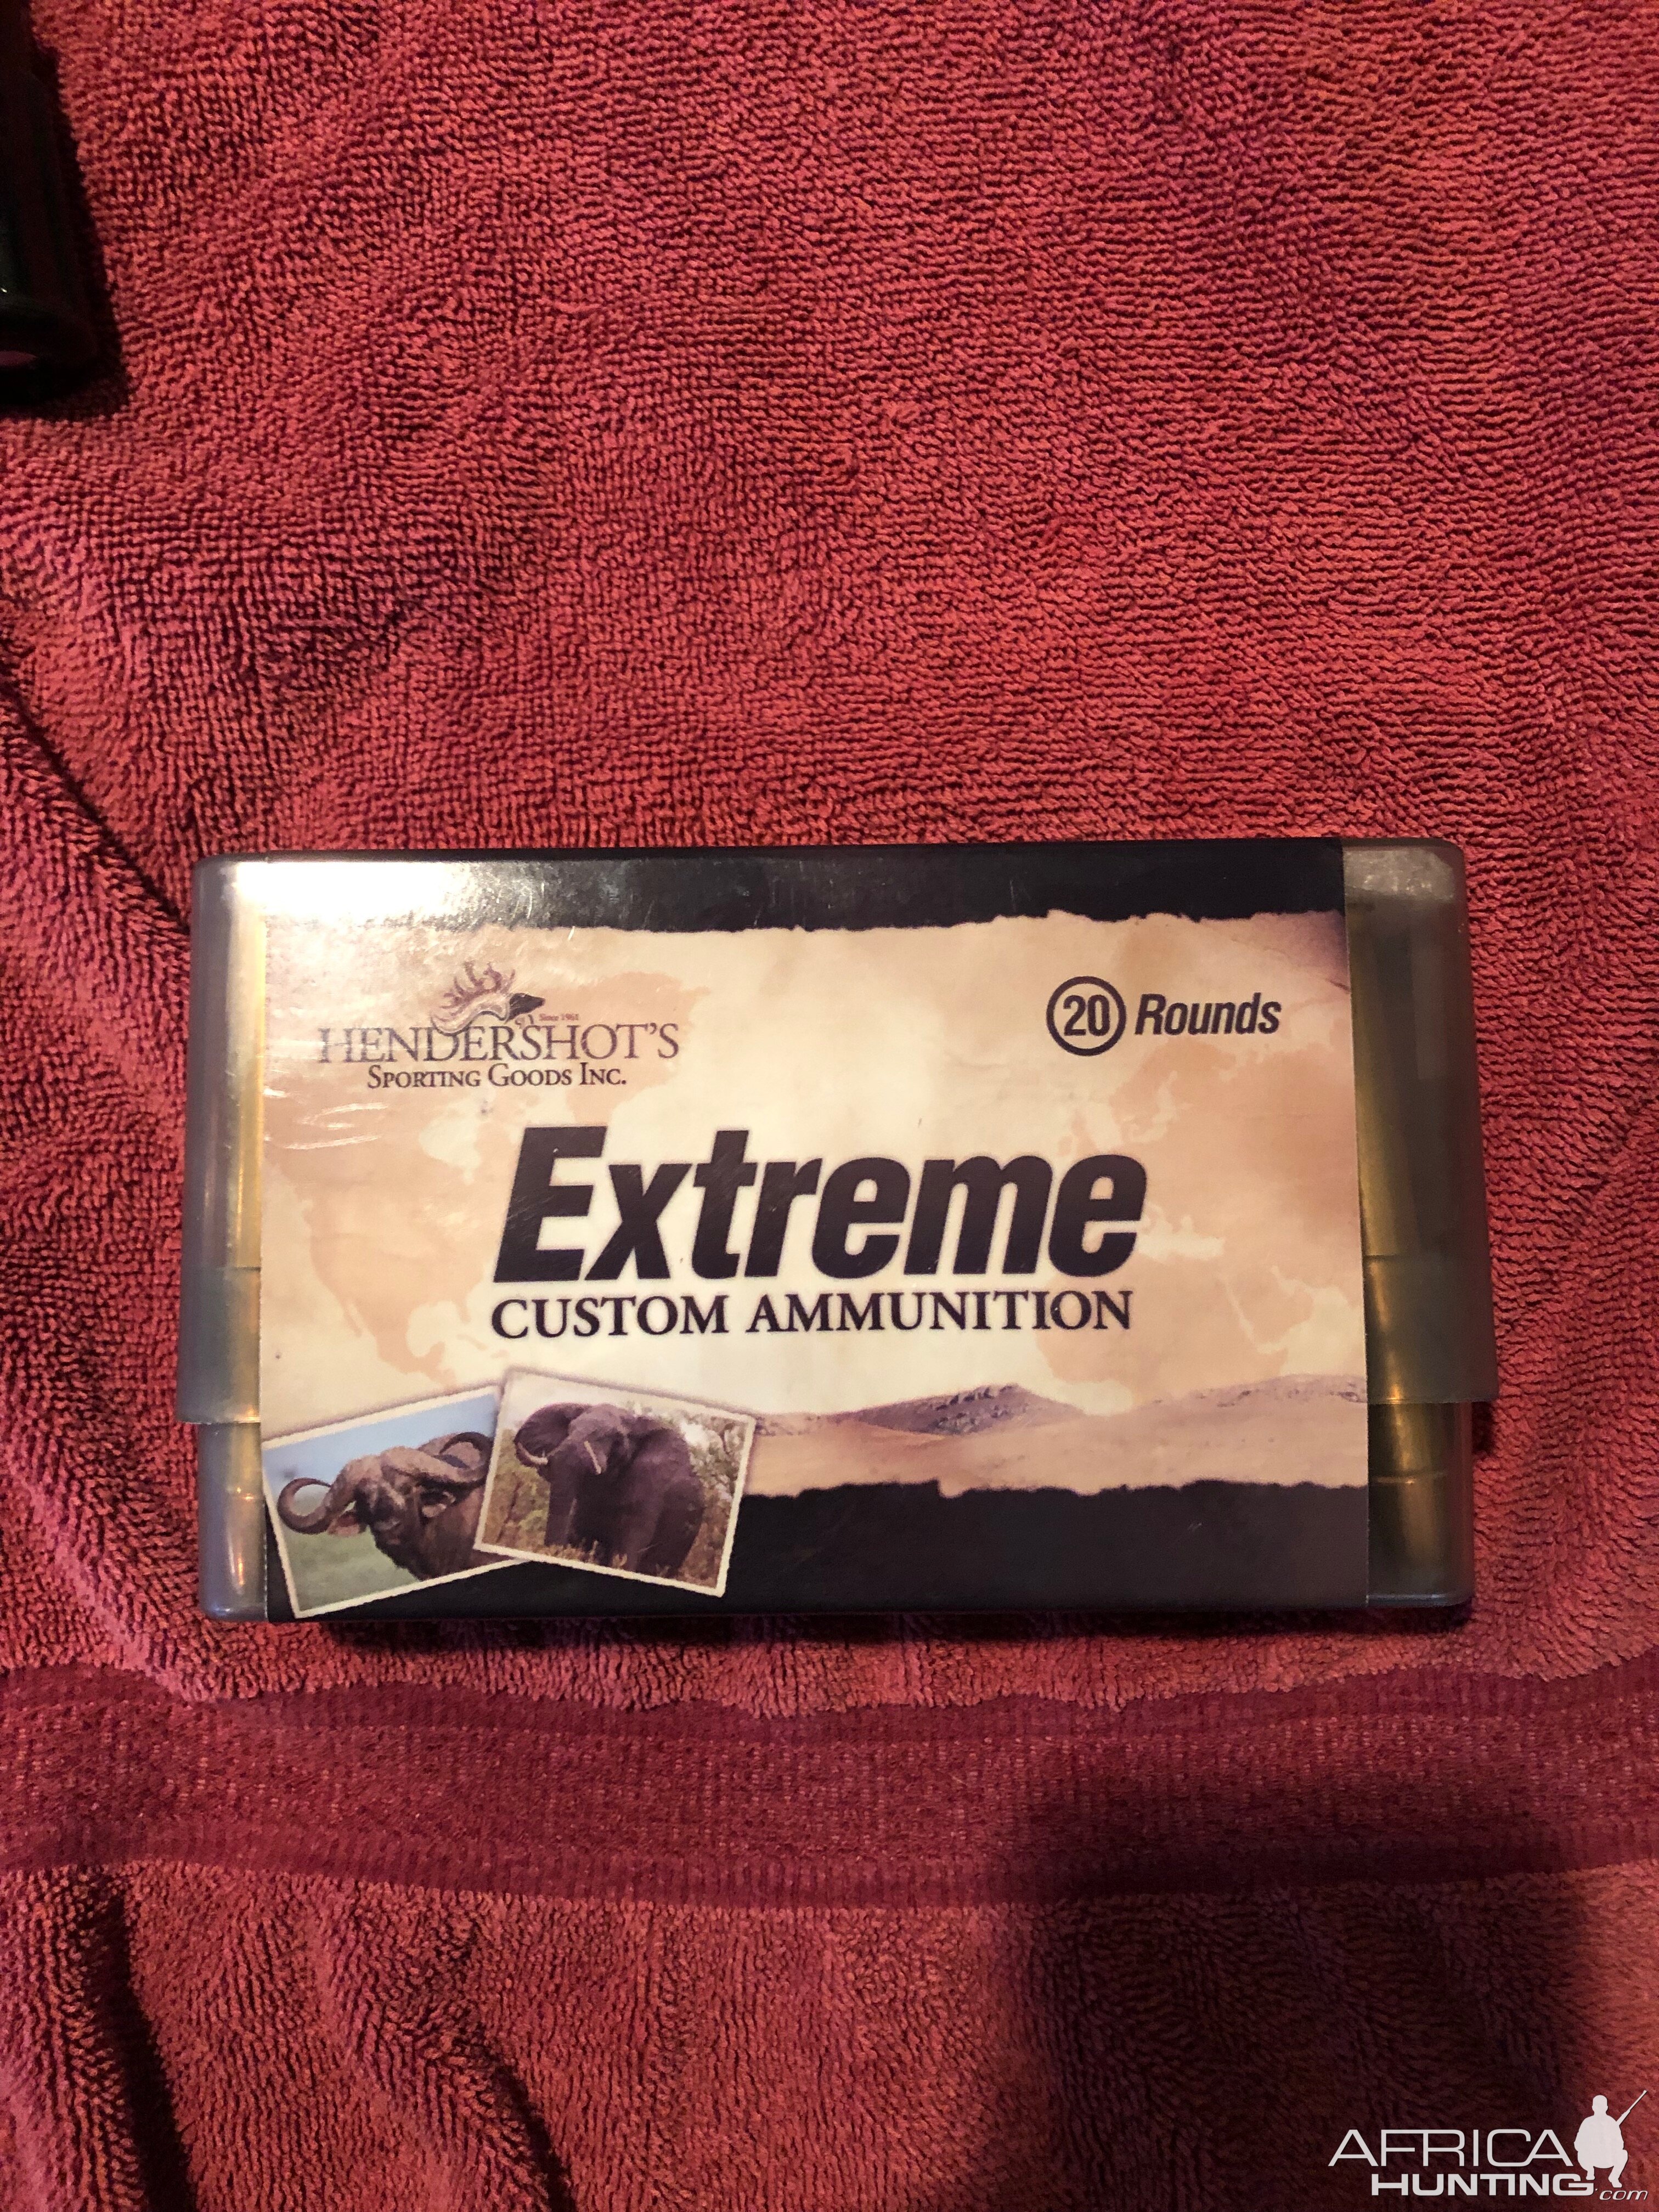 Since 1961
HENDERSHOT'S
SPORTING GOODS INC.
20 Rounds
Extreme
CUSTOM AMMUNITION
AFRICA
HUNTING.com